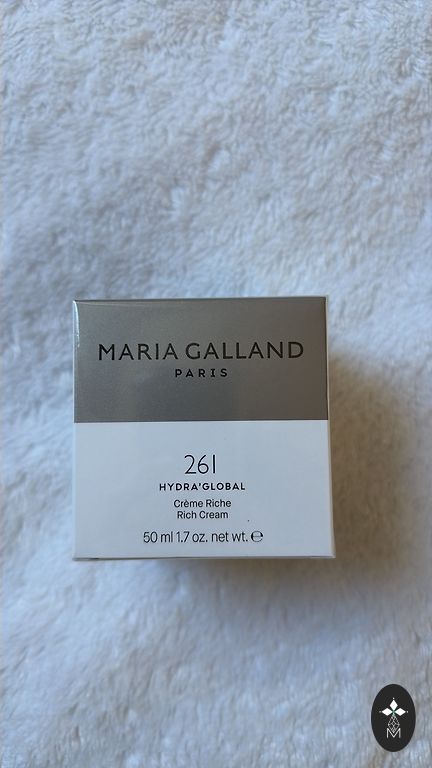 MARIA GALLAND
PARIS
261
HYDRA'GLOBAL
Crème Riche
Rich Cream
50 ml 1.7 oz. net wt. ℮
M